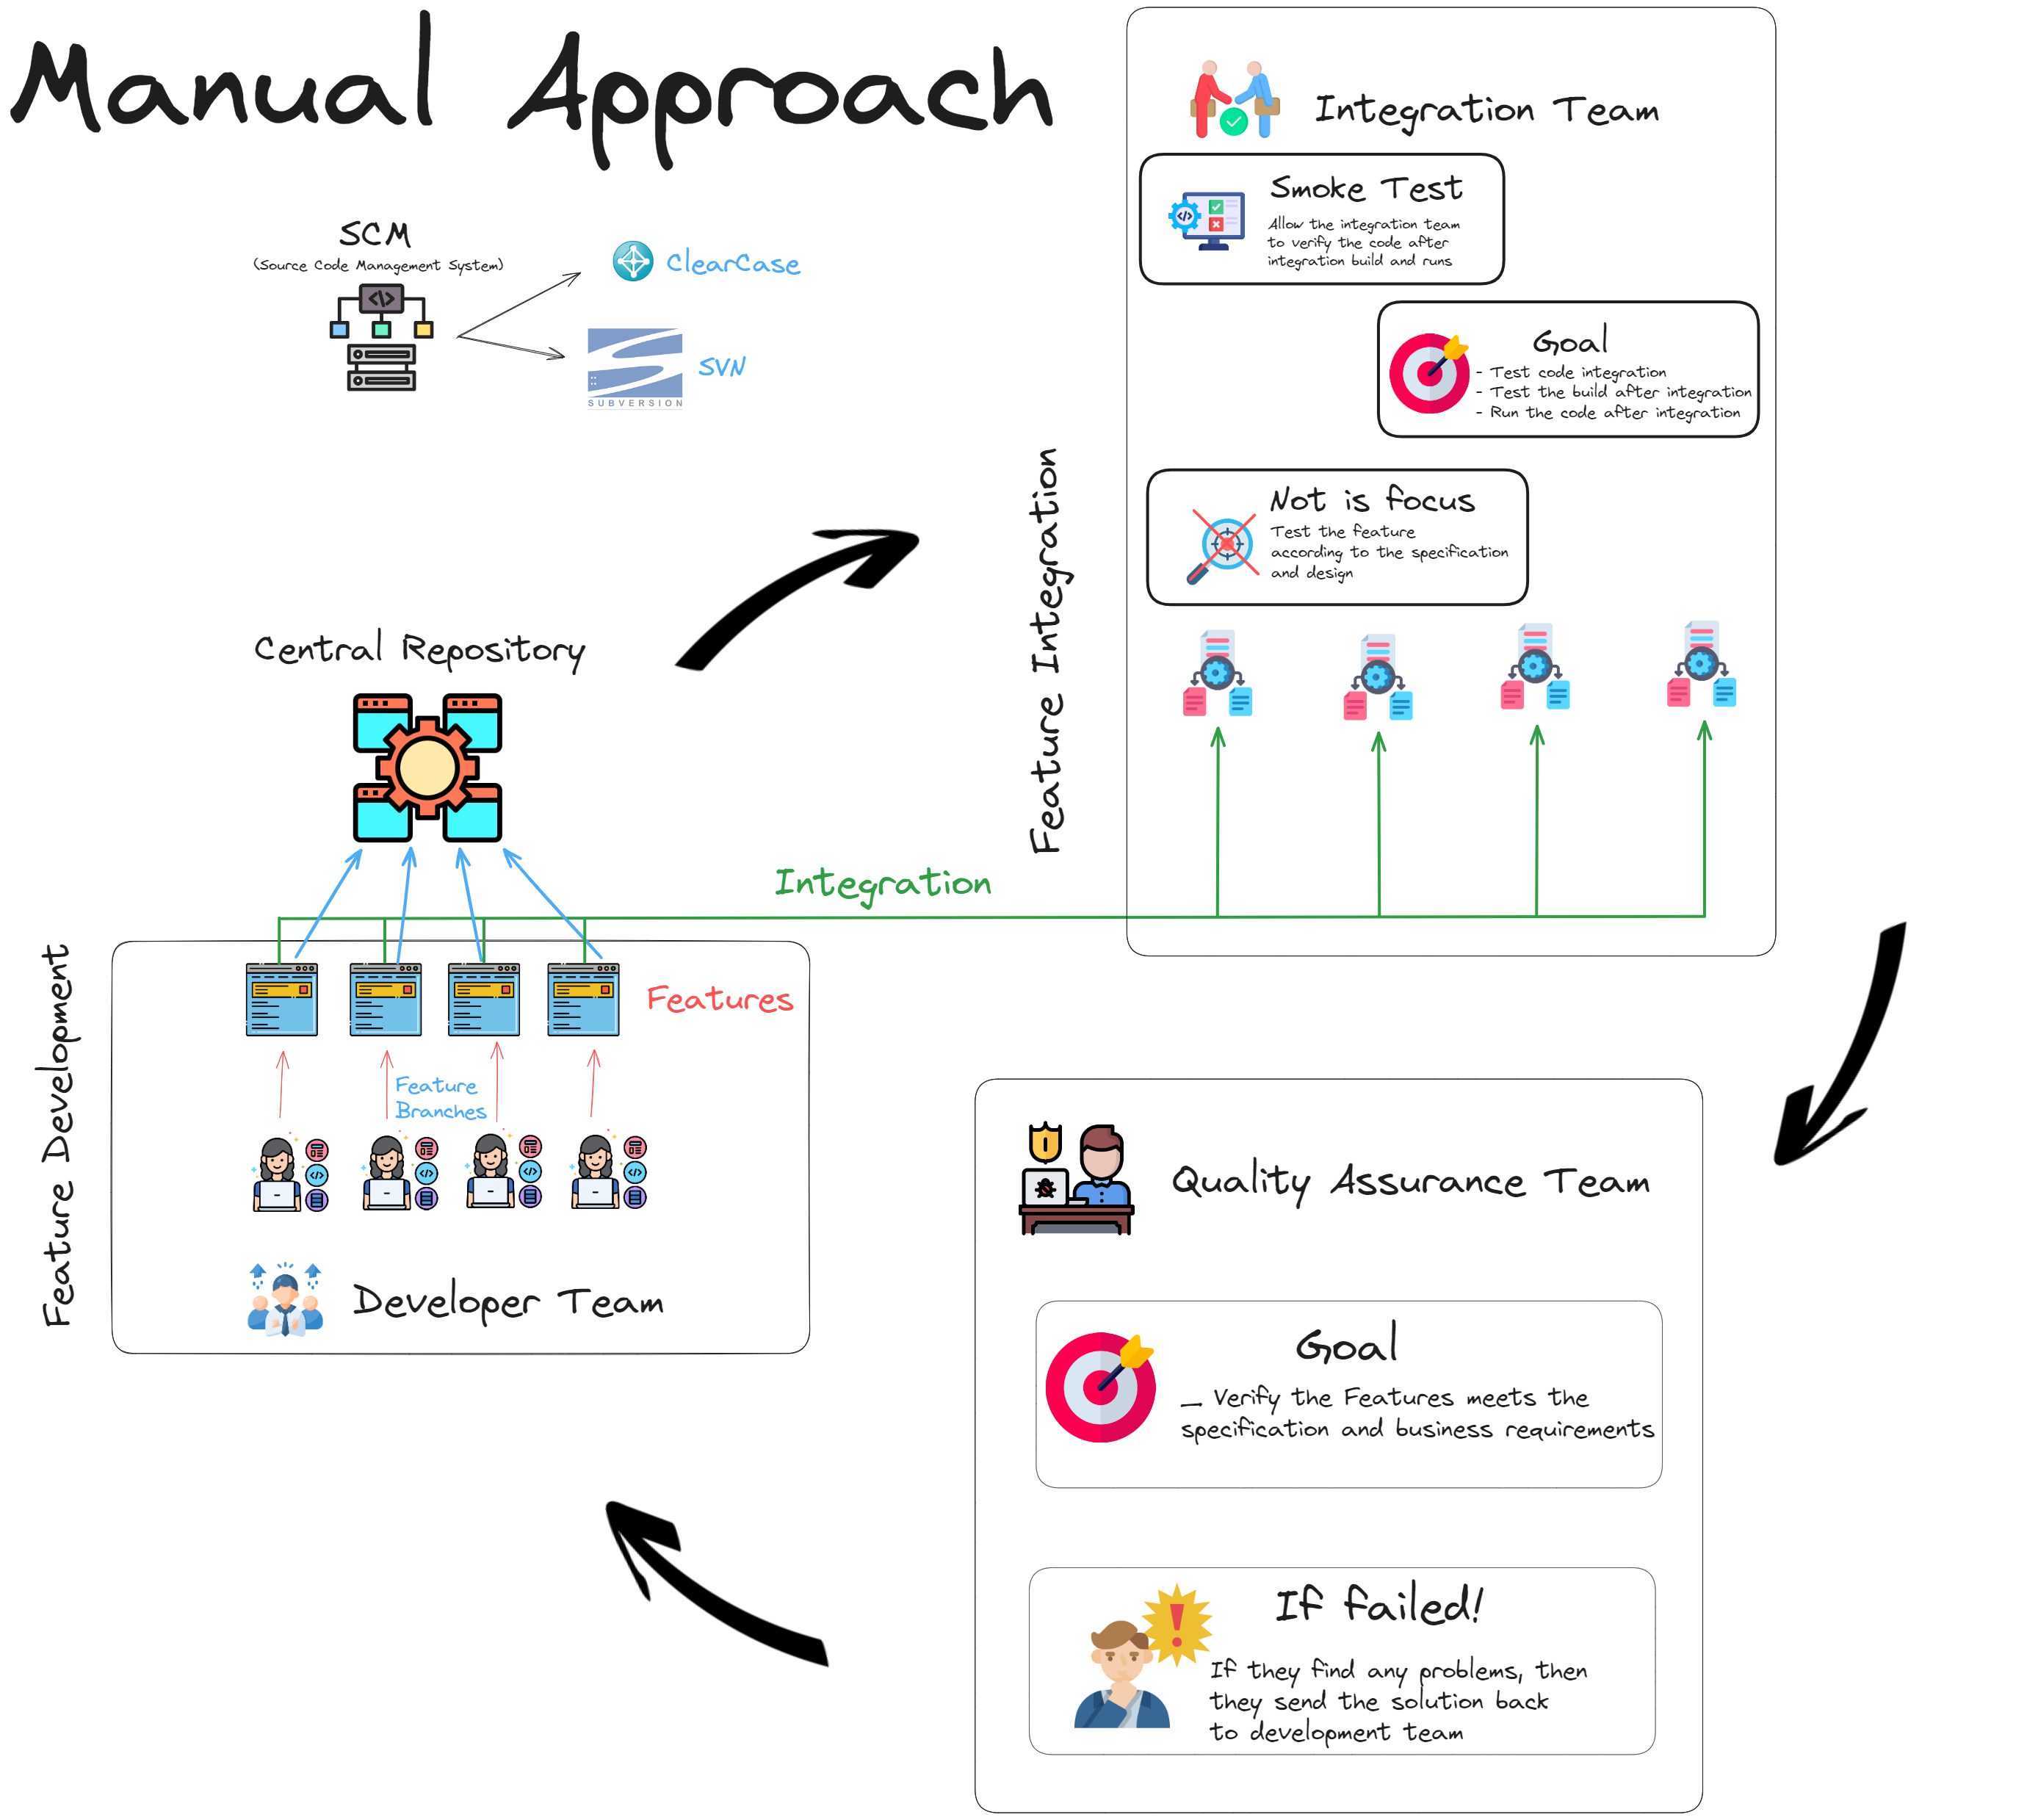 Manual Approach
SCM
(Source Code Management System)
ClearCase
SUBVERSION
SVN
Integration Team
Smoke Test
Allow the integration team
to verify the code after
integration build and runs
Goal
- Test code integration
- Test the build after integration
- Run the code after integration
Not is focus
Test the feature
according to the specification
and design
Feature Integration
Central Repository
Integration
Feature Development
Features
Feature
Branches
Developer Team
Quality Assurance Team
Goal
_ Verify the Features meets the
specification and business requirements
If failed!
If they find any problems, then
they send the solution back
to development team